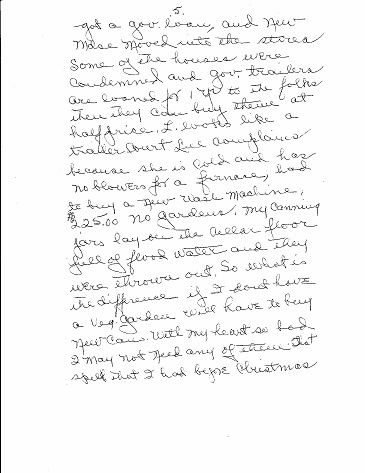 5.
got a gov. loan, and New
Mdse moved into the stores
Some of the houses were
Condemned and gov. trailers
are loaned for 1 yr to the folks
then they can buy them at
half price. L. looks like a
trailer court. Sue complains
because she is Cold and has
no blowers for a furnace, had
to buy a new Wash Machine,
$25.00 No gardens, my Canning
jars lay on the Cellar floor
full of flood water and they
were thrown out. So what is
the difference if I dont have
a veg. garden will have to buy
New Cans. With my heart so bad
I may not need any of them that
spell that I had before Christmas